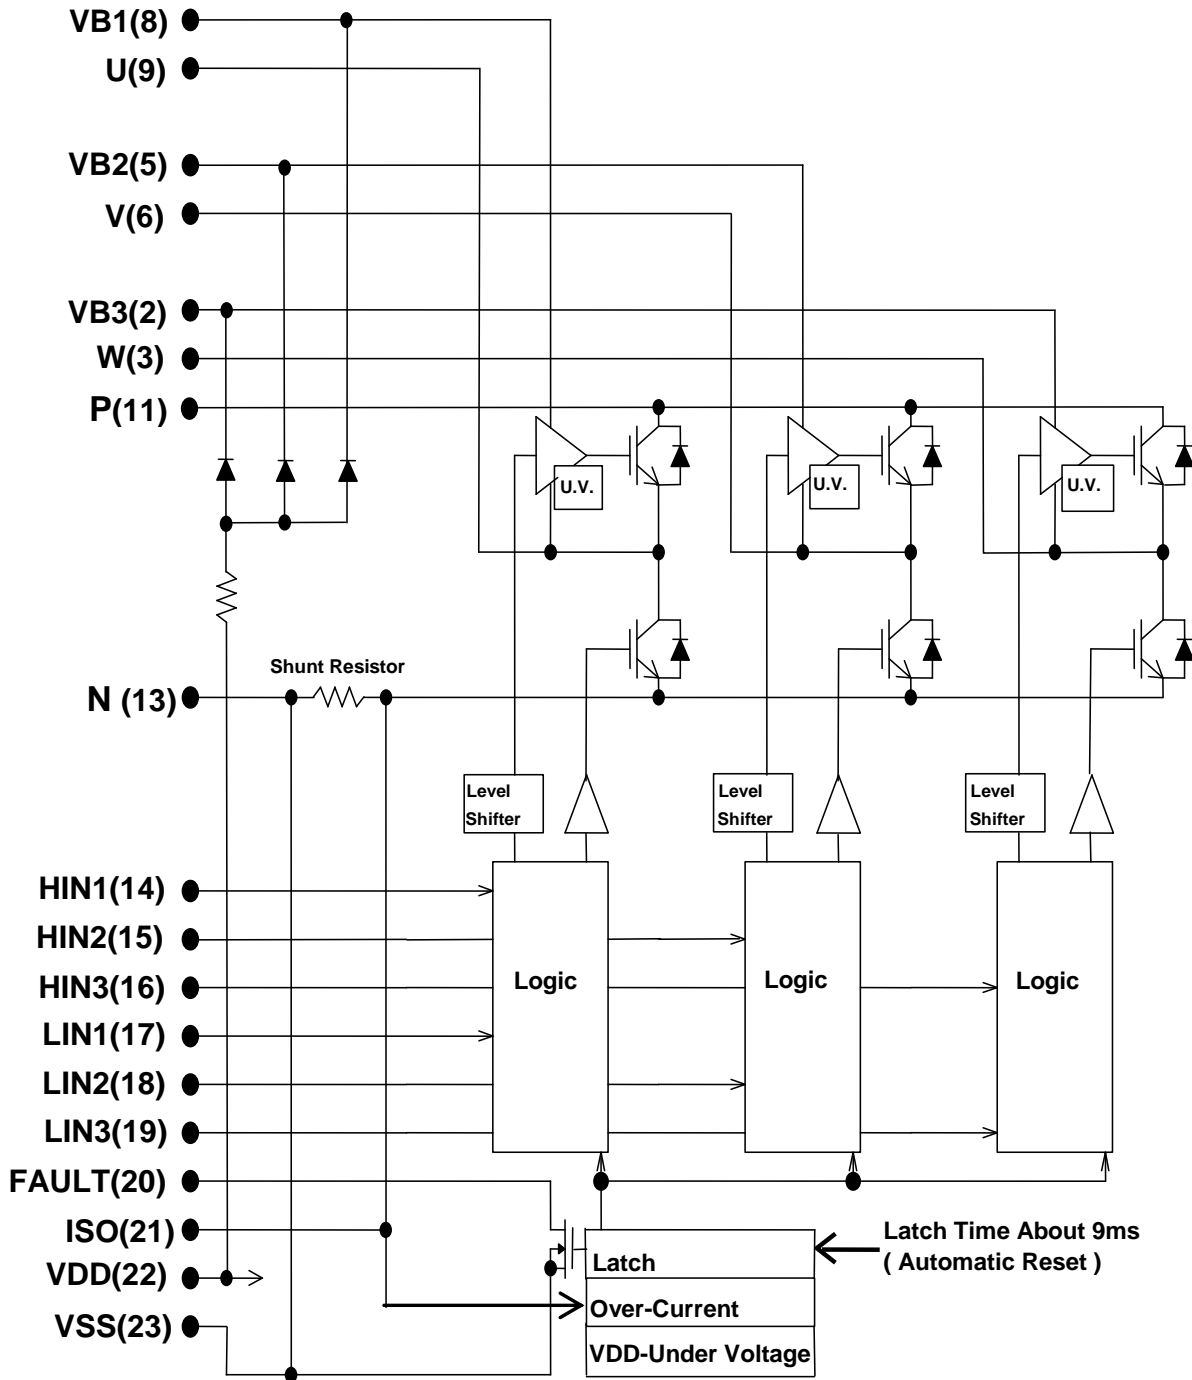 VB1(8)
U(9)
VB2(5)
V(6)
VB3(2)
W(3)
P(11)
U.V.
U.V.
U.V.
Shunt Resistor
N (13)
Level
Shifter
Level
Shifter
Level
Shifter
HIN1(14)
HIN2(15)
HIN3(16)
Logic
Logic
Logic
LIN1(17)
LIN2(18)
LIN3(19)
FAULT(20)
ISO(21)
VDD(22)
VSS(23)
Latch
Over-Current
VDD-Under Voltage
Latch Time About 9ms
( Automatic Reset )